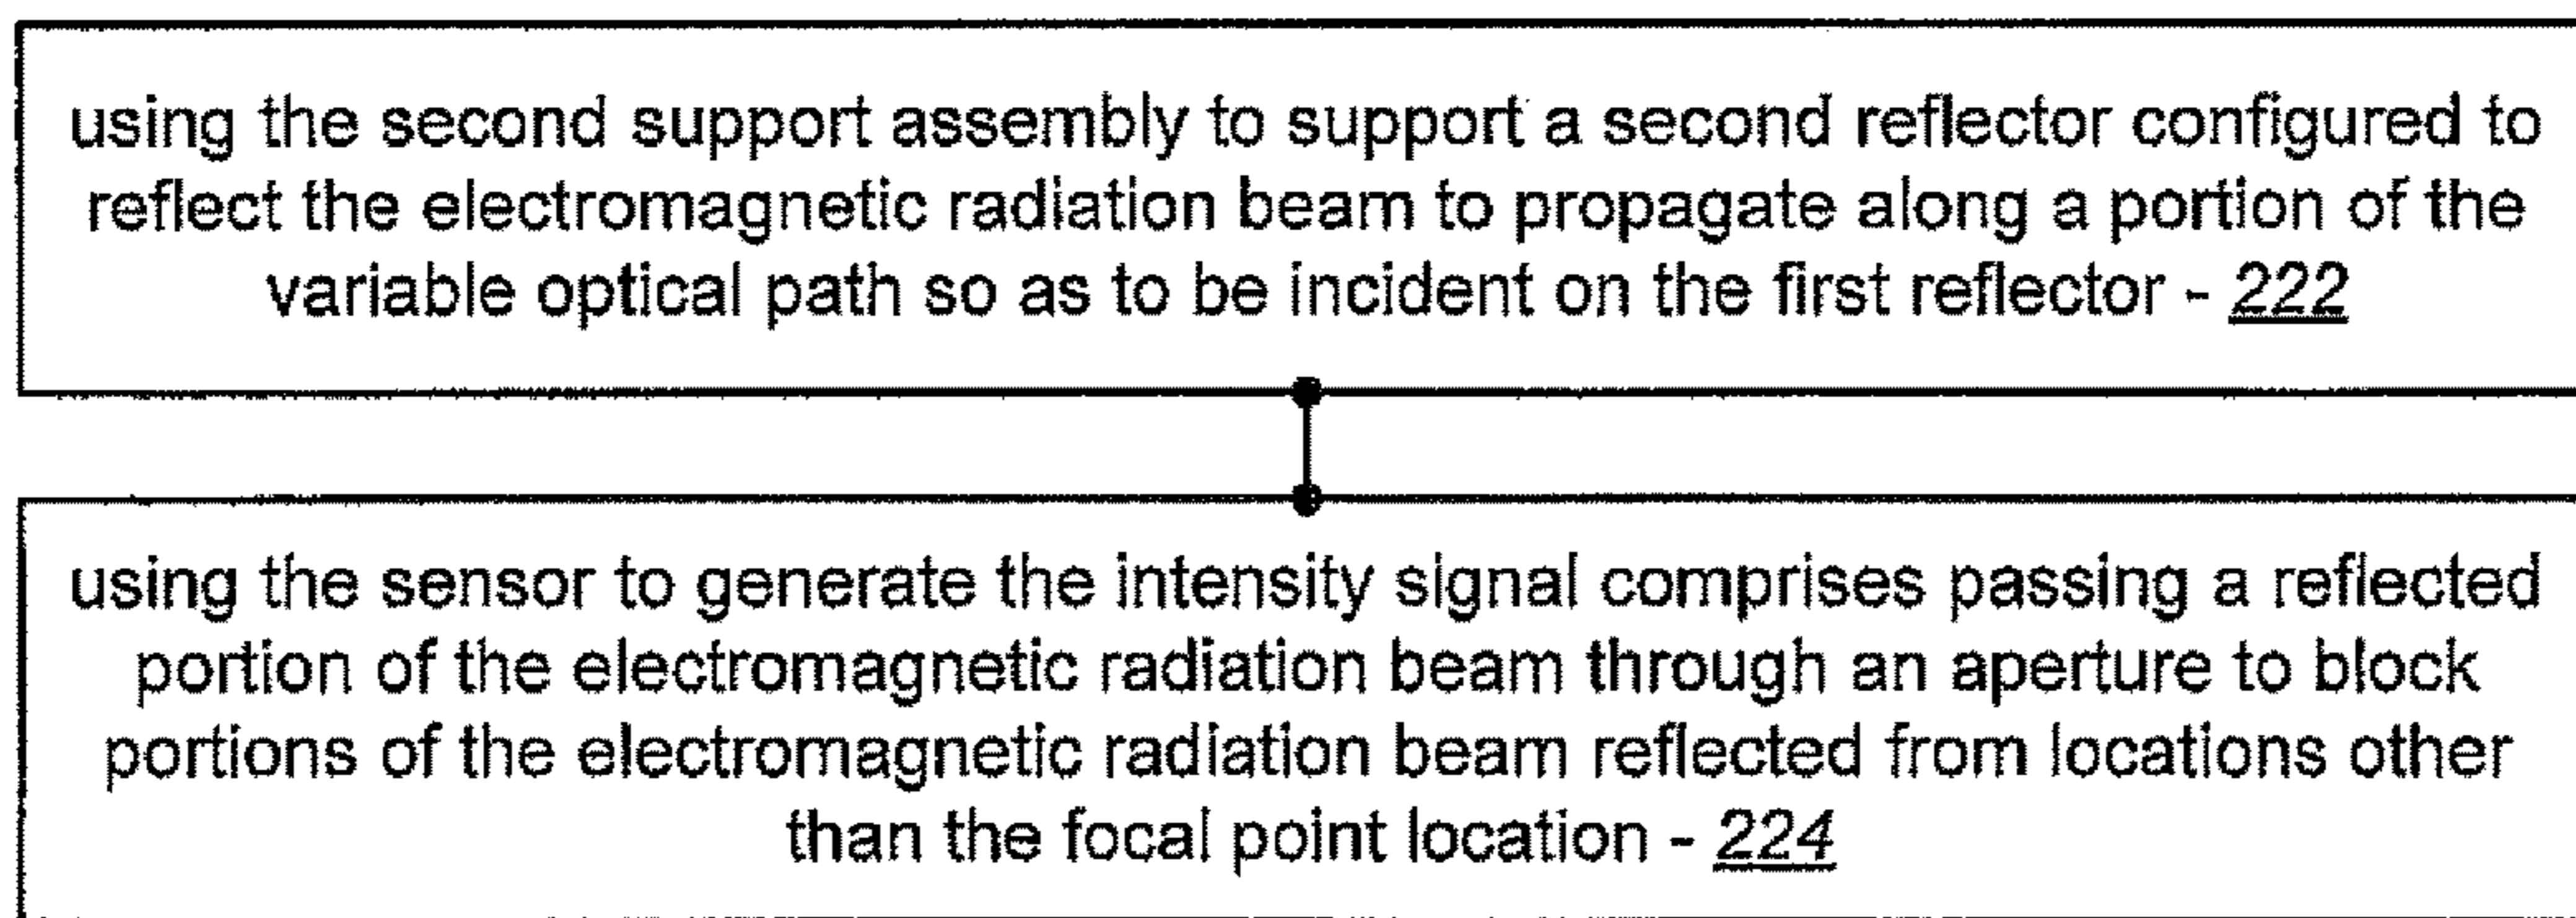 using the second support assembly to support a second reflector configured to
reflect the electromagnetic radiation beam to propagate along a portion of the
variable optical path so as to be incident on the first reflector - 222
using the sensor to generate the intensity signal comprises passing a reflected
portion of the electromagnetic radiation beam through an aperture to block
portions of the electromagnetic radiation beam reflected from locations other
than the focal point location - 224